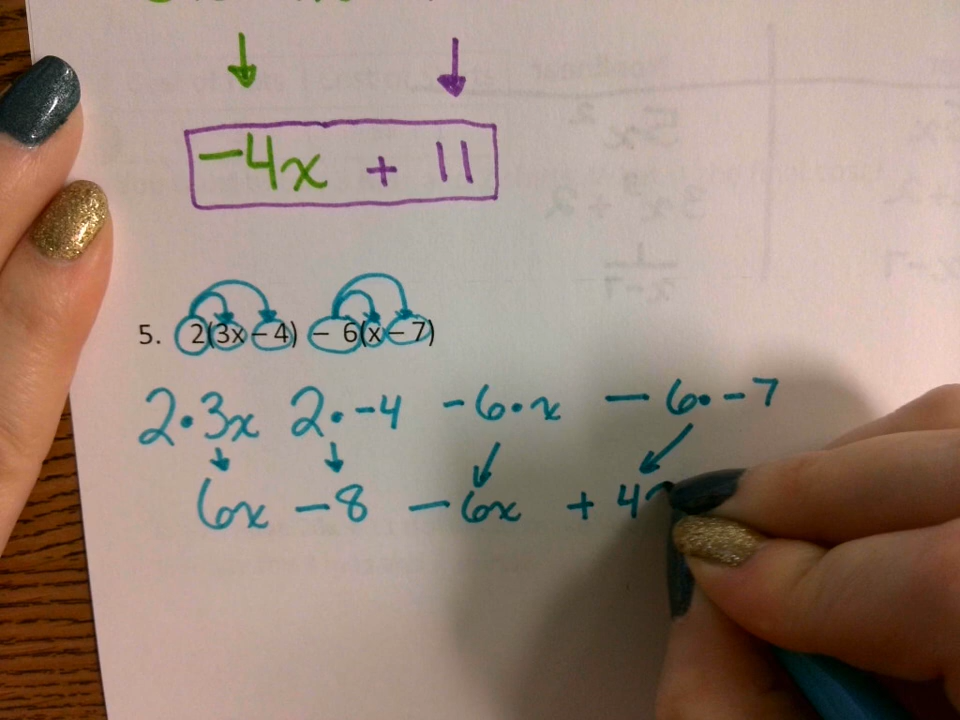 -4x + 11
5. 2(3x - 4) - 6(x - 7)
2•3x 2•-4 -6•x - 6•-7
6x - 8 - 6x + 4